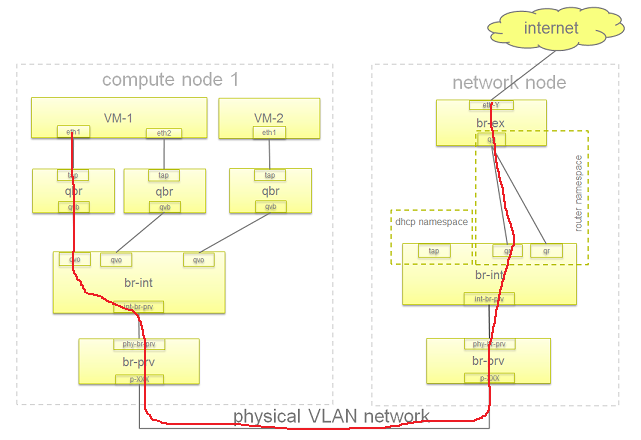 internet
compute node 1
network node
VM-1
VM-2
eth1
eth2
eth1
eth-Y
br-ex
tap
tap
tap
qbr
qbr
qbr
qvb
qvb
qvb
router namespace
dhcp namespace
qvo
qvo
qvo
tap
qr
br-int
br-int
int-br-prv
int-br-prv
phy-br-prv
phy-br-prv
br-prv
br-prv
p-XXX
p-XXX
physical VLAN network